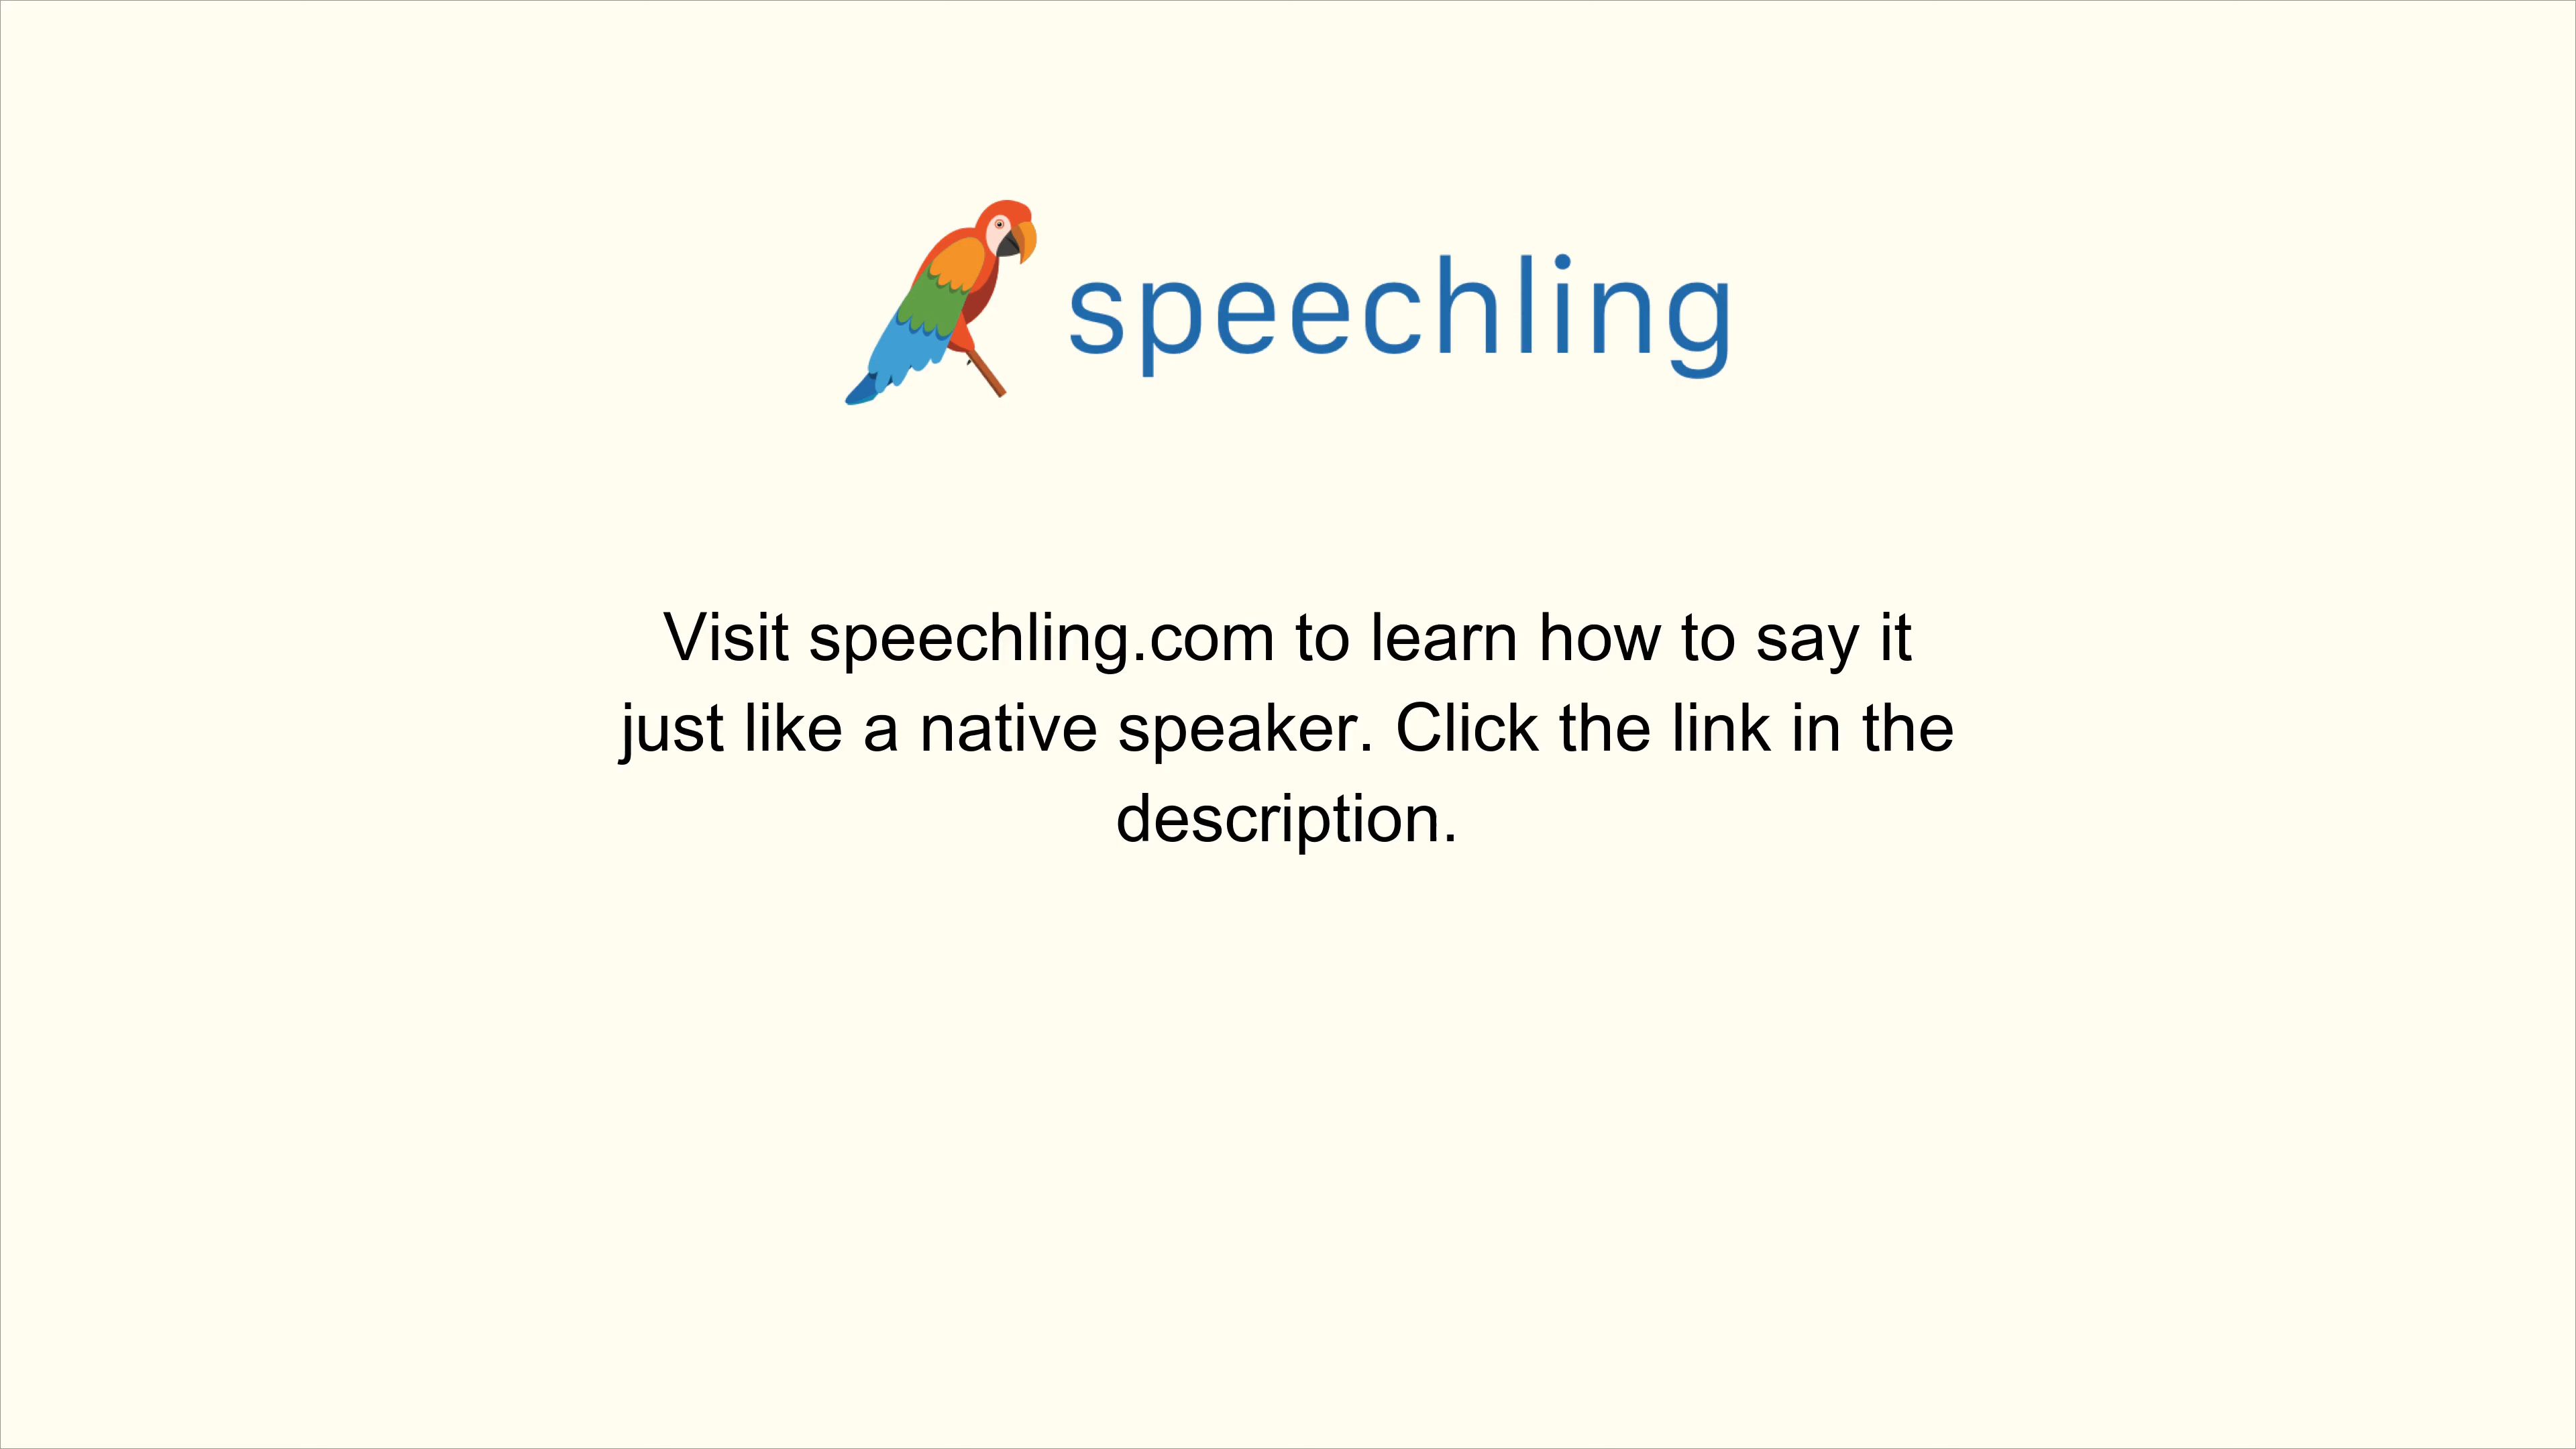 speechling
Visit speechling.com to learn how to say it
just like a native speaker. Click the link in the
description.